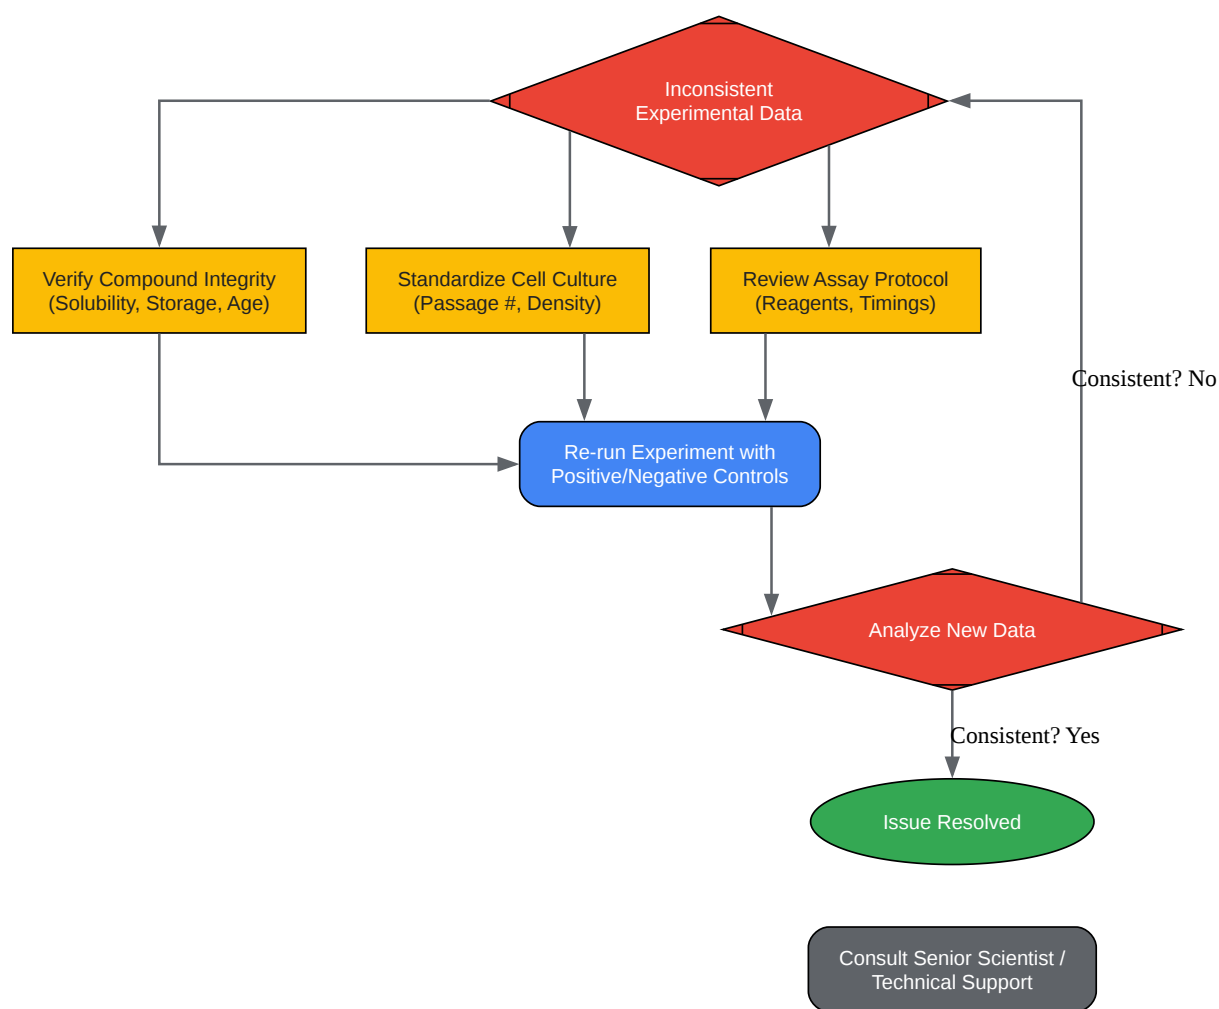 Inconsistent
Experimental Data
Verify Compound Integrity
(Solubility, Storage, Age)
Standardize Cell Culture
(Passage #, Density)
Review Assay Protocol
(Reagents, Timings)
Consistent? No
Re-run Experiment with
Positive/Negative Controls
Analyze New Data
Consistent? Yes
Issue Resolved
Consult Senior Scientist /
Technical Support